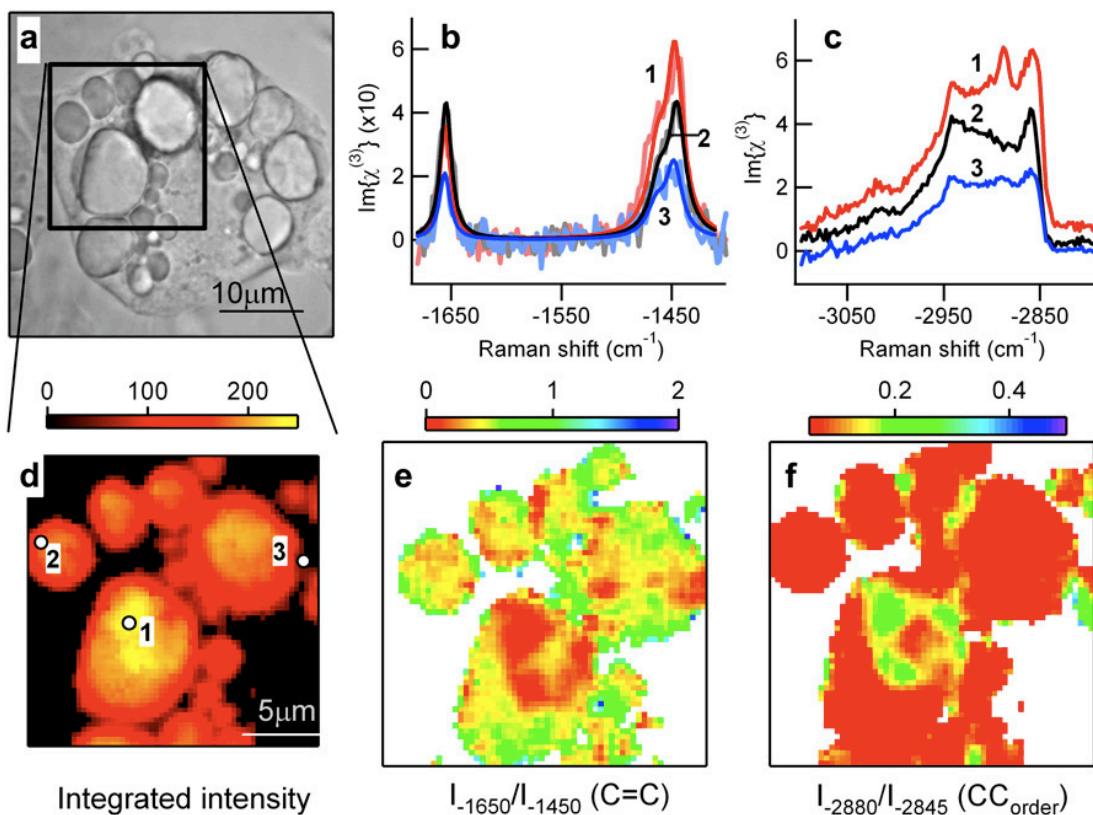 a
10μm
b
Im{χ(3)} (x10)
6
4
2
0
1
2
3
-1650
-1550
-1450
Raman shift (cm-1)
c
Im{χ(3)}
6
4
2
0
1
2
3
-3050
-2950
-2850
Raman shift (cm-1)
0 100 200
d
1
2
3
5μm
Integrated intensity
0 1 2
e
I-1650/I-1450 (C=C)
0.2 0.4
f
I-2880/I-2845 (CCorder)